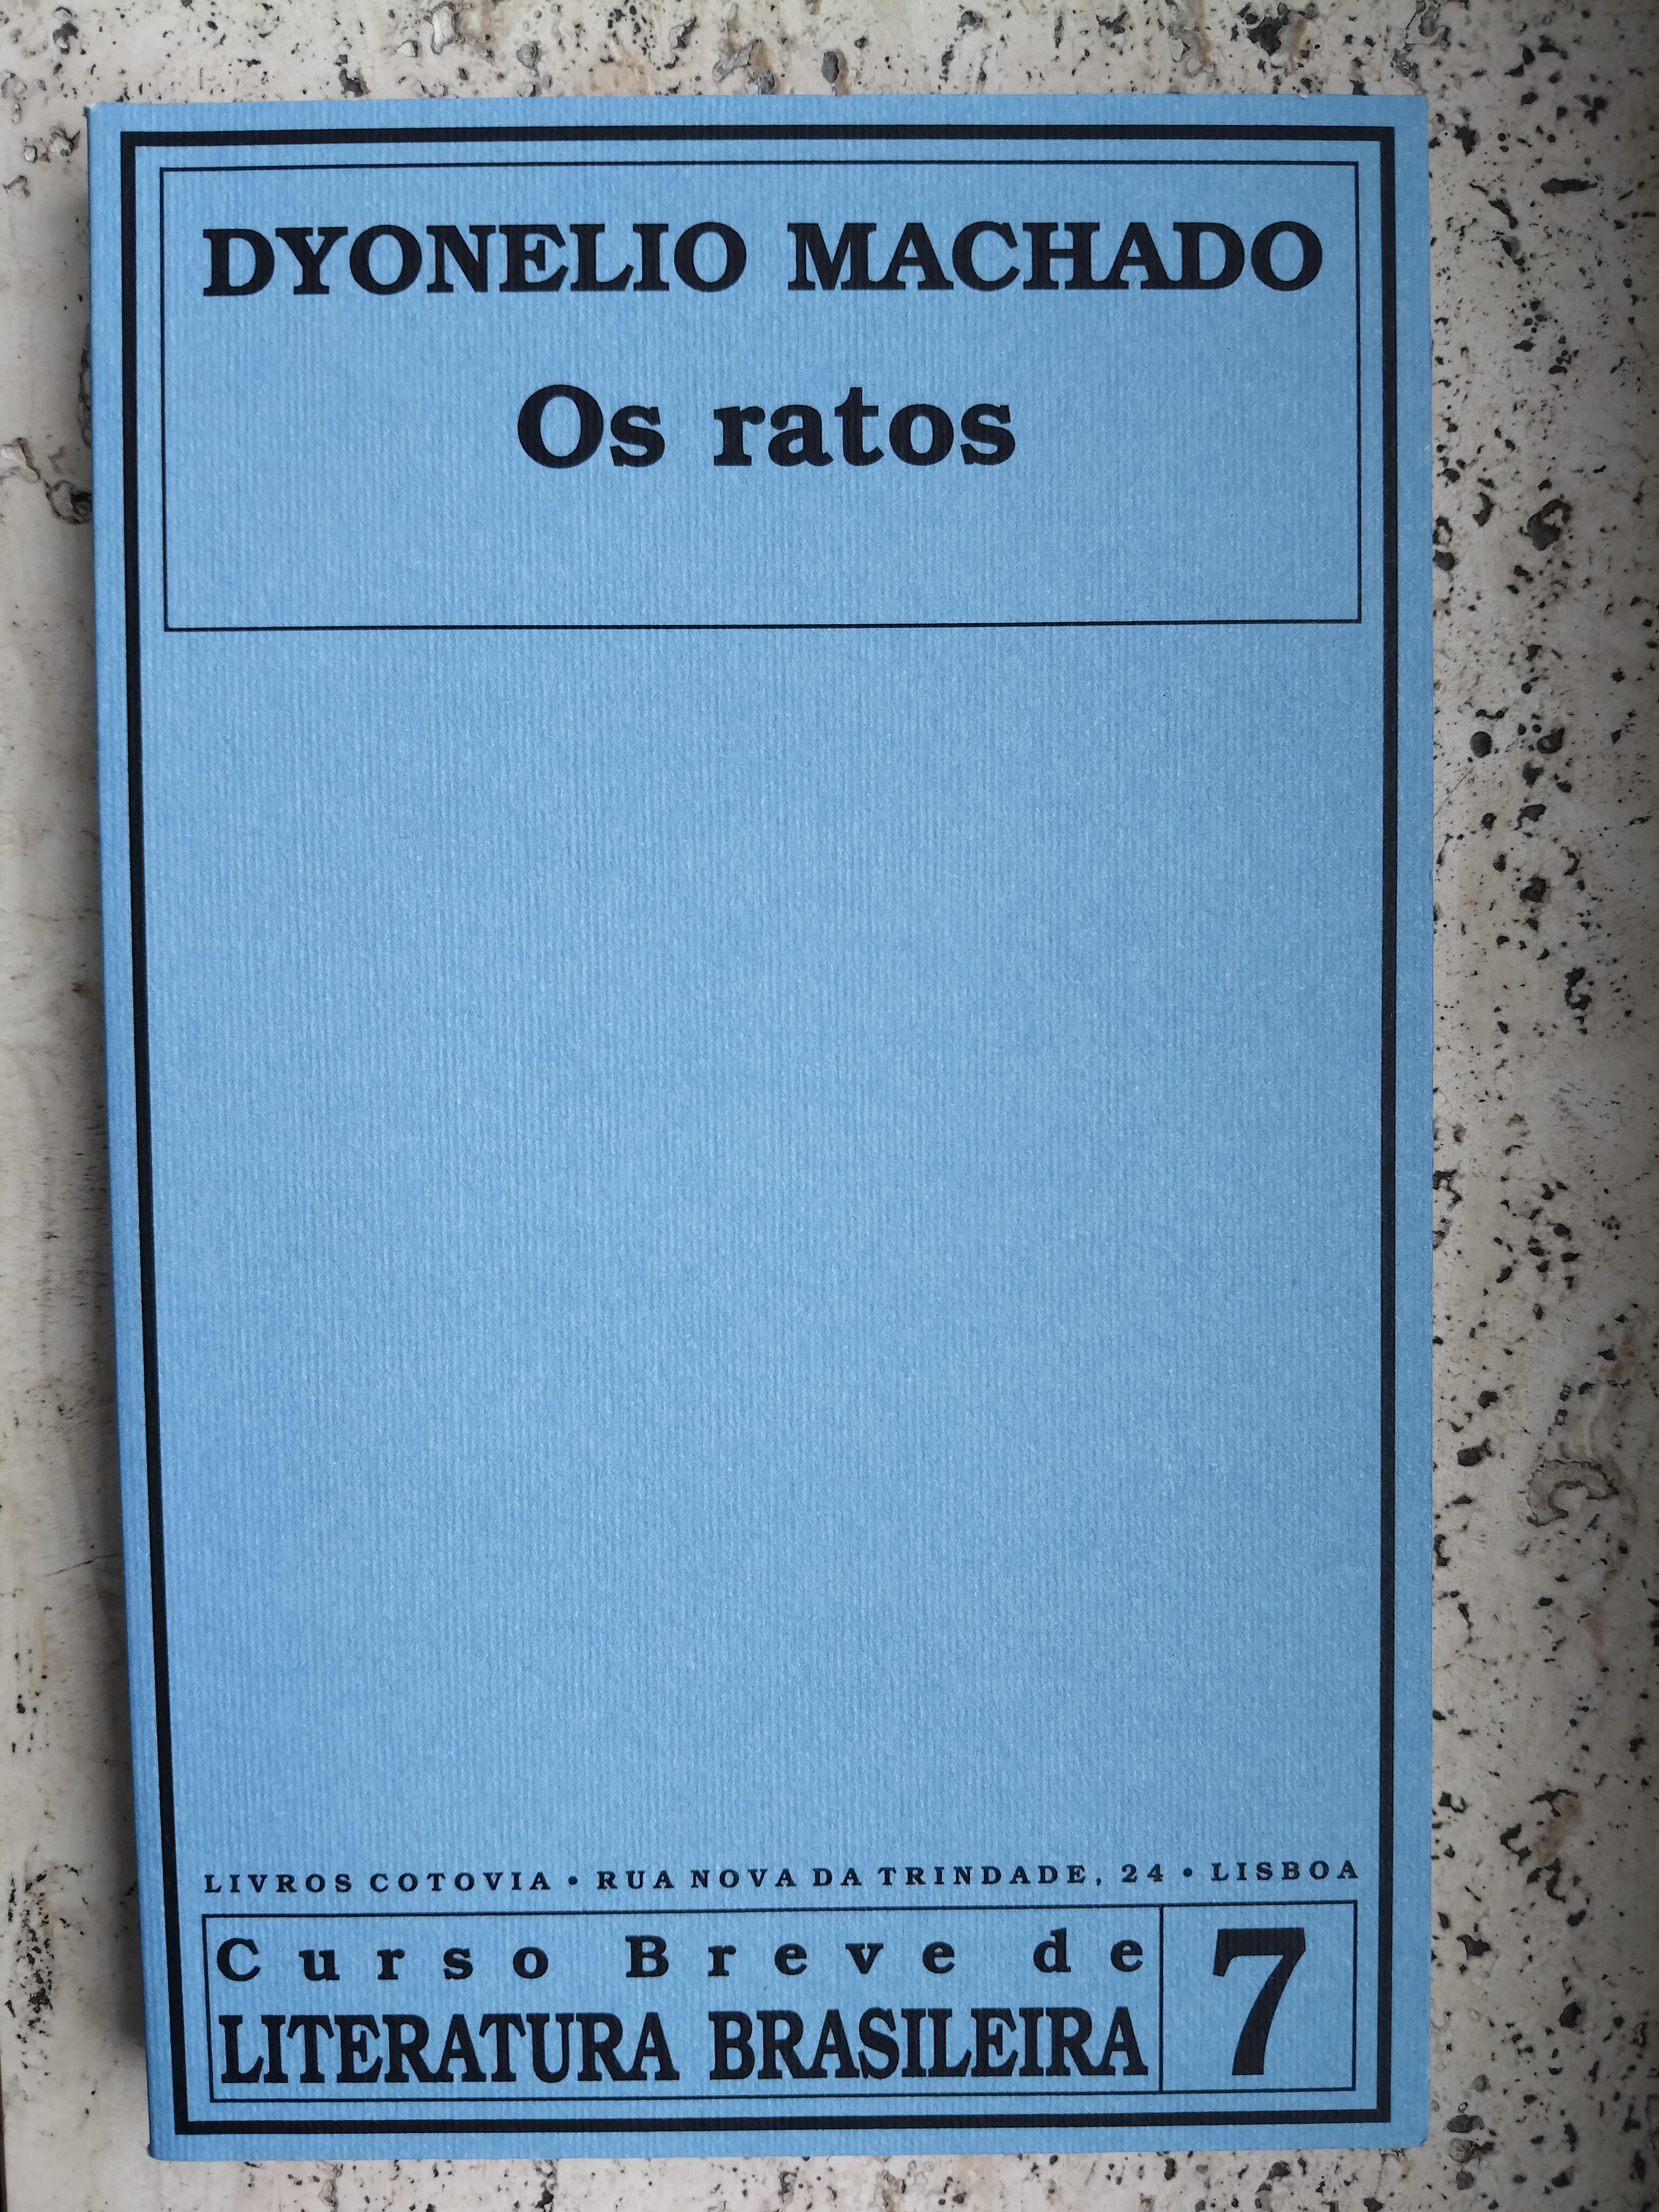 DYONELIO MACHADO
Os ratos
LIVROS COTOVIA • RUA NOVA DA TRINDADE, 24 • LISBOA
Curso Breve de
LITERATURA BRASILEIRA
7